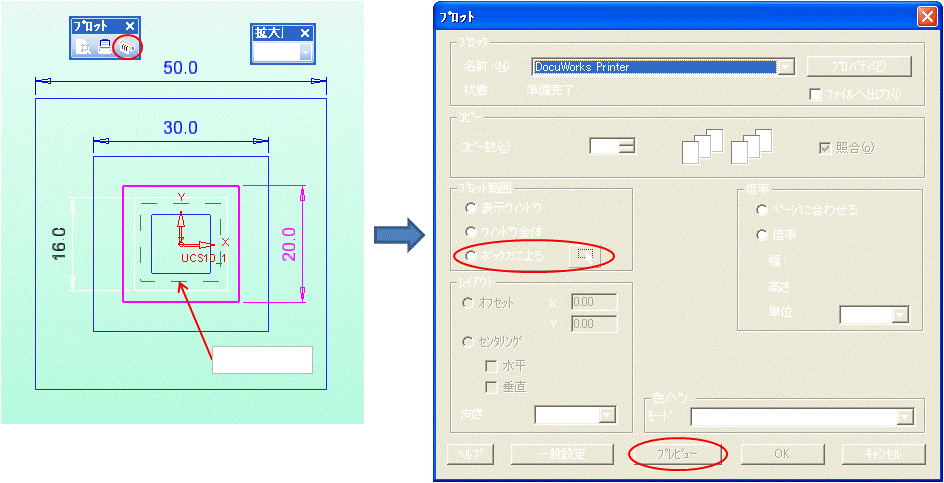 プロット
拡大
50.0
30.0
16.0
20.0
Y
X
Z
UCS10_1
プロット
プロッタ
名前:(N)
DocuWorks Printer
プロパティ(P)
状態:
準備完了
ファイルへ出力(I)
コピー
コピー数(C):
照合(o)
プロット範囲
表示ウィンドウ
ウィンドウ全体
ボックスによる
倍率
ページに合わせる
倍率
幅
高さ
単位
レイアウト
オフセット
X
0.00
Y
0.00
センタリング
水平
垂直
向き
色/ペン
モード
ヘルプ
一般設定
プレビュー
OK
キャンセル